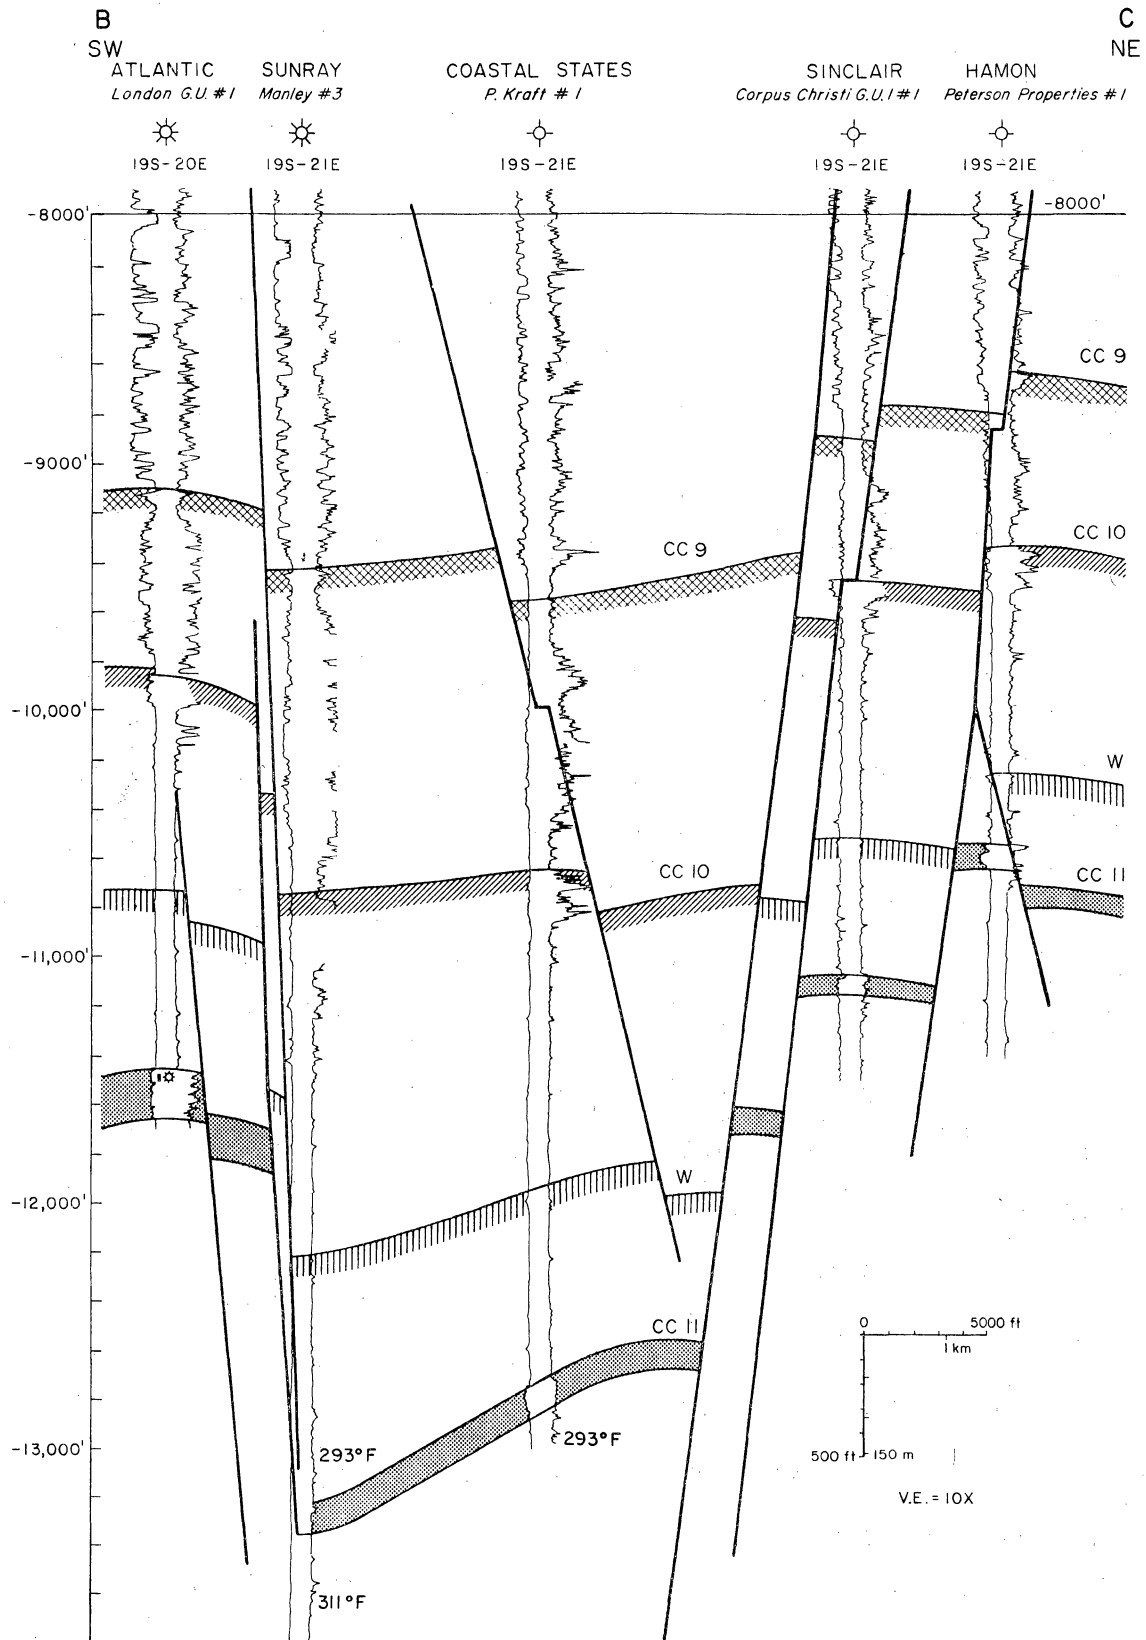 B
C
SW
NE
ATLANTIC
London G.U. #1
SUNRAY
Manley #3
COASTAL STATES
P. Kraft #1
SINCLAIR
Corpus Christi G.U. 1 #1
HAMON
Peterson Properties #1
19S-20E
19S-21E
19S-21E
19S-21E
19S-21E
-8000'
-8000'
CC 9
-9000'
CC 9
CC 10
-10,000'
W
CC 10
CC 11
-11,000'
W
-12,000'
CC 11
0 5000 ft
1 km
293°F
293°F
-13,000'
500 ft 150 m
V.E. = 10X
311°F